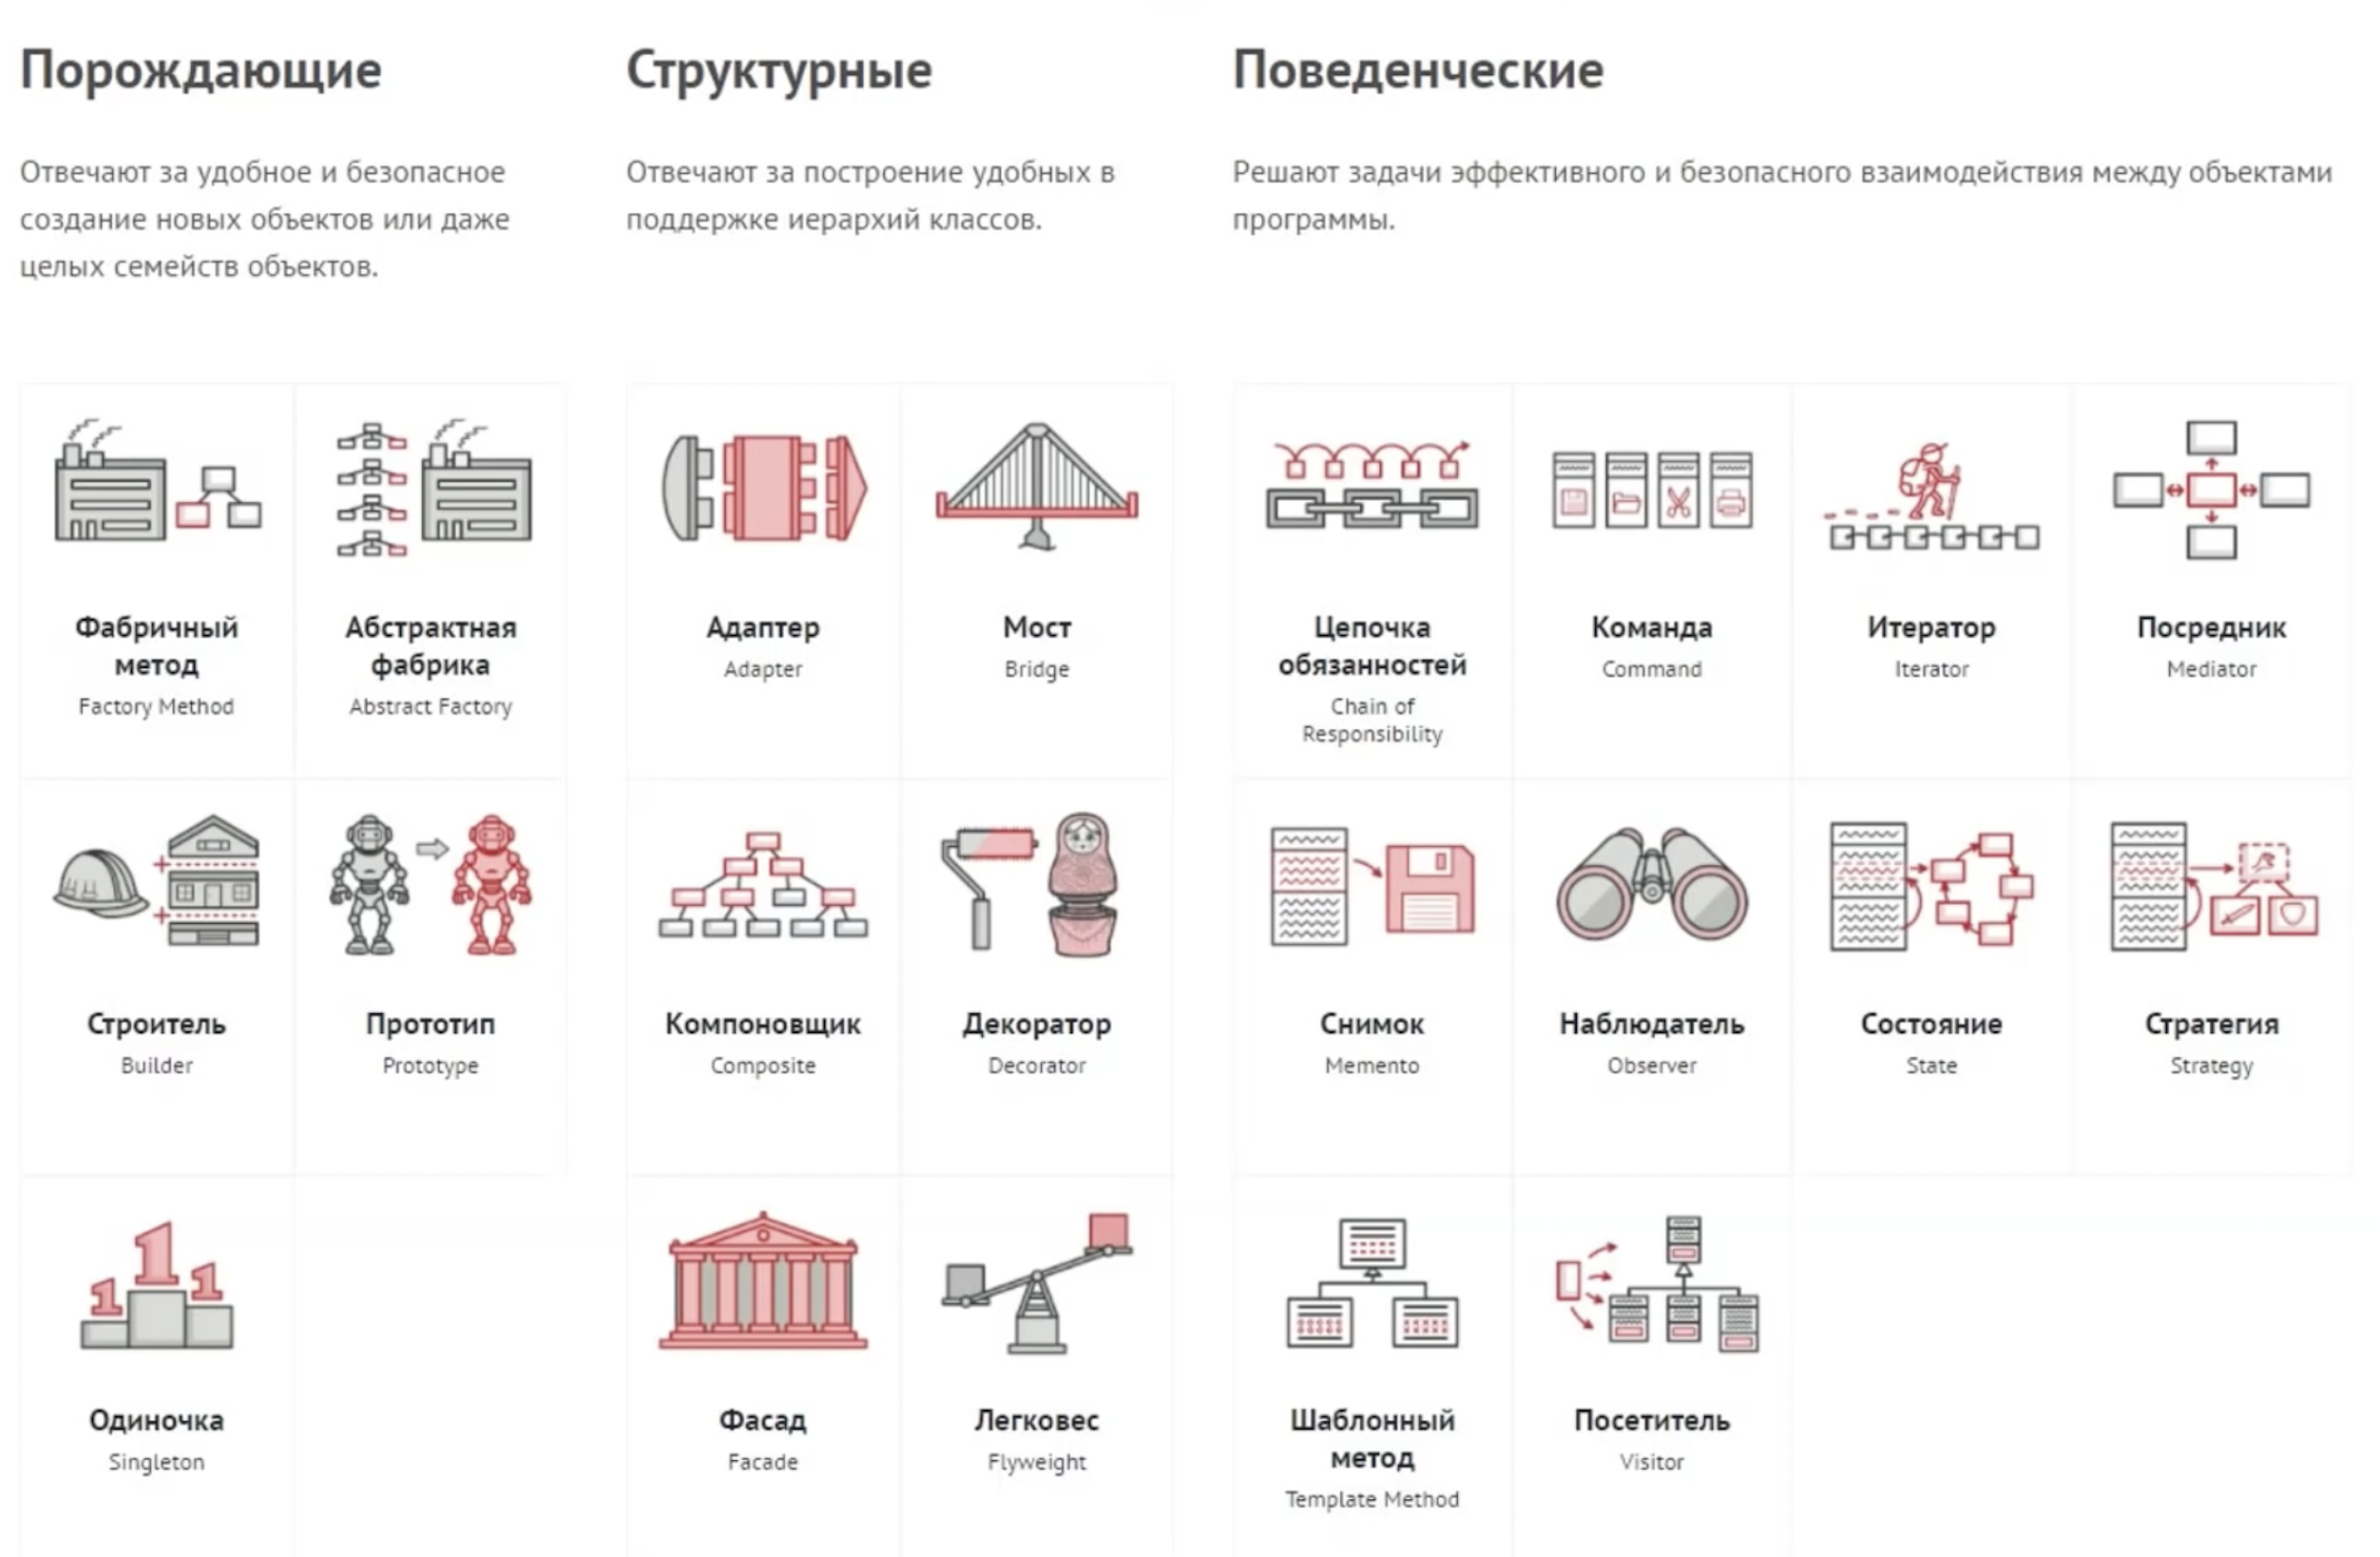 Порождающие
Отвечают за удобное и безопасное
создание новых объектов или даже
целых семейств объектов.
Фабричный
метод
Factory Method
Абстрактная
фабрика
Abstract Factory
Строитель
Builder
Прототип
Prototype
Одиночка
Singleton
Структурные
Отвечают за построение удобных в
поддержке иерархий классов.
Адаптер
Adapter
Мост
Bridge
Компоновщик
Composite
Декоратор
Decorator
Фасад
Facade
Легковес
Flyweight
Поведенческие
Решают задачи эффективного и безопасного взаимодействия между объектами
программы.
Цепочка
обязанностей
Chain of
Responsibility
Команда
Command
Итератор
Iterator
Посредник
Mediator
Снимок
Memento
Наблюдатель
Observer
Состояние
State
Стратегия
Strategy
Шаблонный
метод
Template Method
Посетитель
Visitor